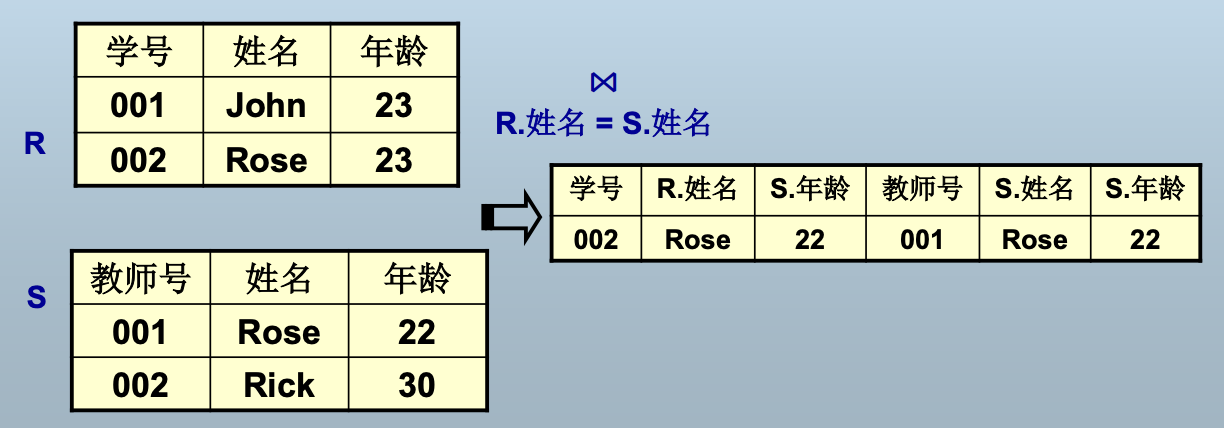 R
学号 姓名 年龄
001 John 23
002 Rose 23
S
教师号 姓名 年龄
001 Rose 22
002 Rick 30
⋈
R.姓名 = S.姓名
学号 R.姓名 S.年龄 教师号 S.姓名 S.年龄
002 Rose 22 001 Rose 22